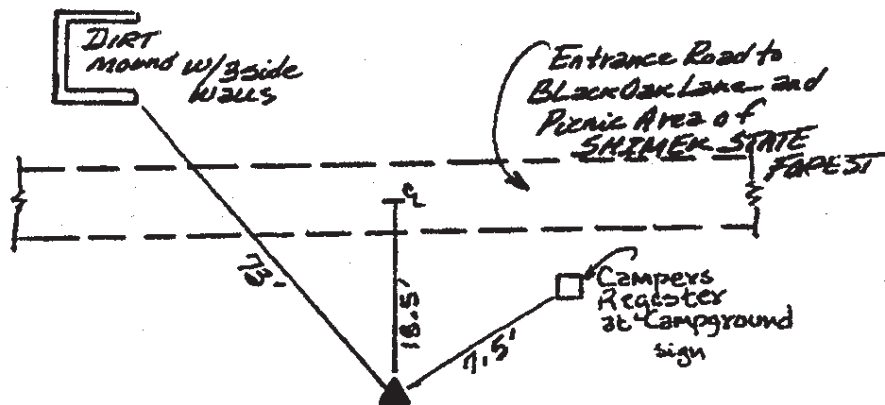 DIRT
mound w/3 side
walls
Entrance Road to
Black Oak Lake and
Picnic Area of
SHIMEK STATE
FOREST
℄
73'
18.5'
7.5'
Campers
Register
at Campground
sign